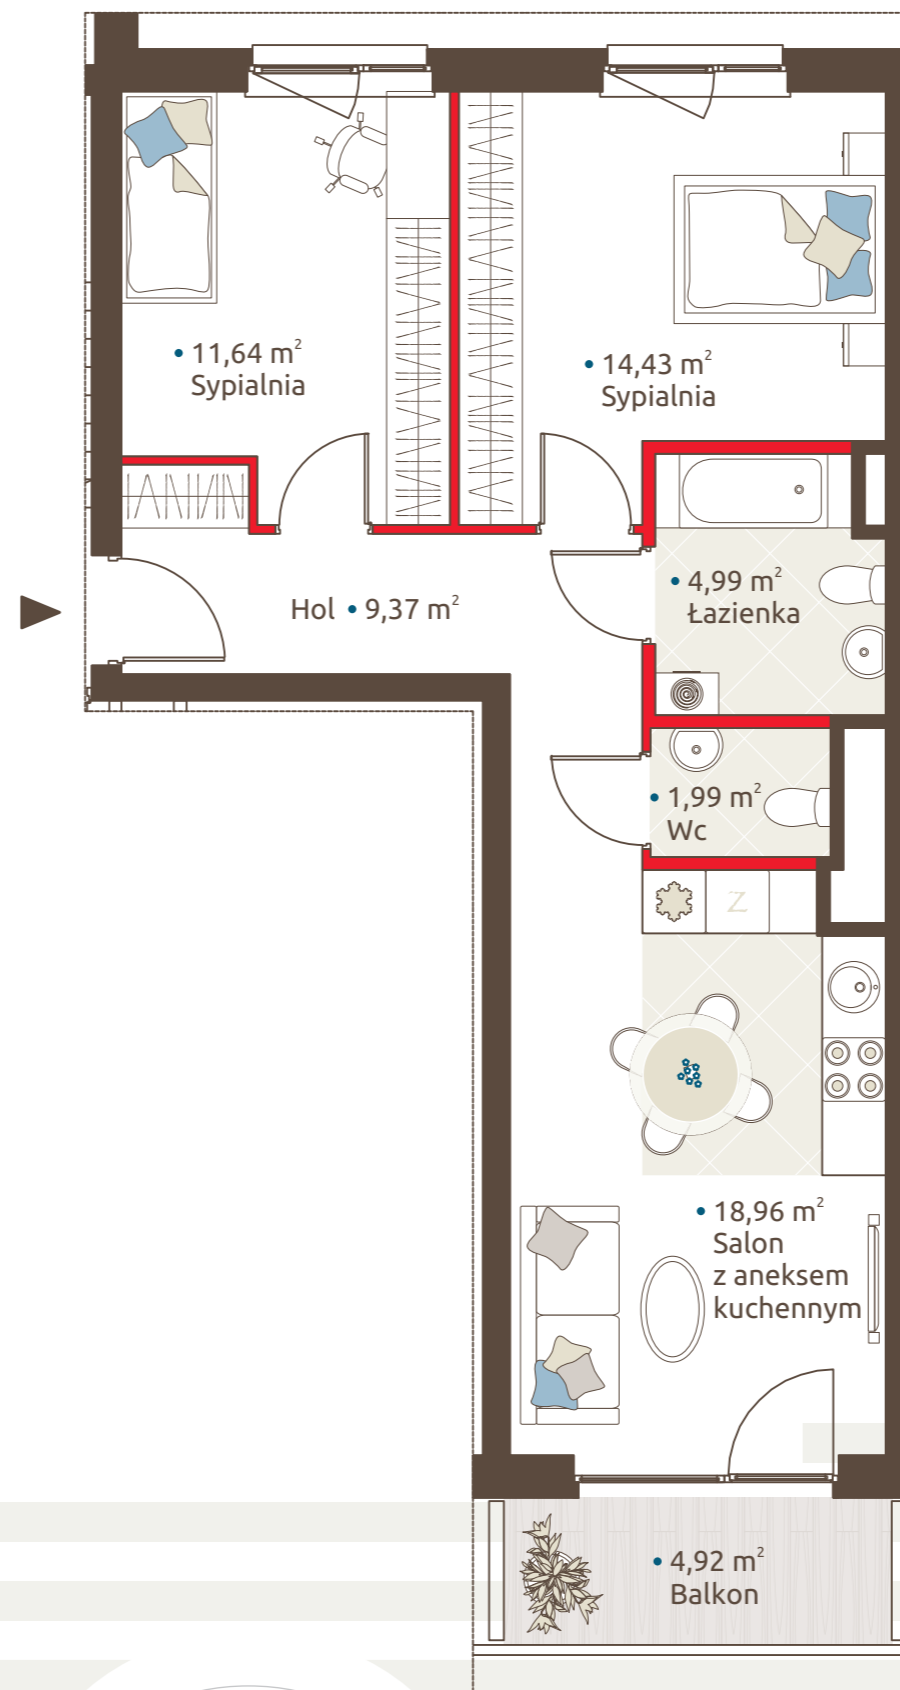 • 11,64 m²
Sypialnia
• 14,43 m²
Sypialnia
Hol • 9,37 m²
• 4,99 m²
Łazienka
• 1,99 m²
Wc
Z
• 18,96 m²
Salon
z aneksem
kuchennym
• 4,92 m²
Balkon